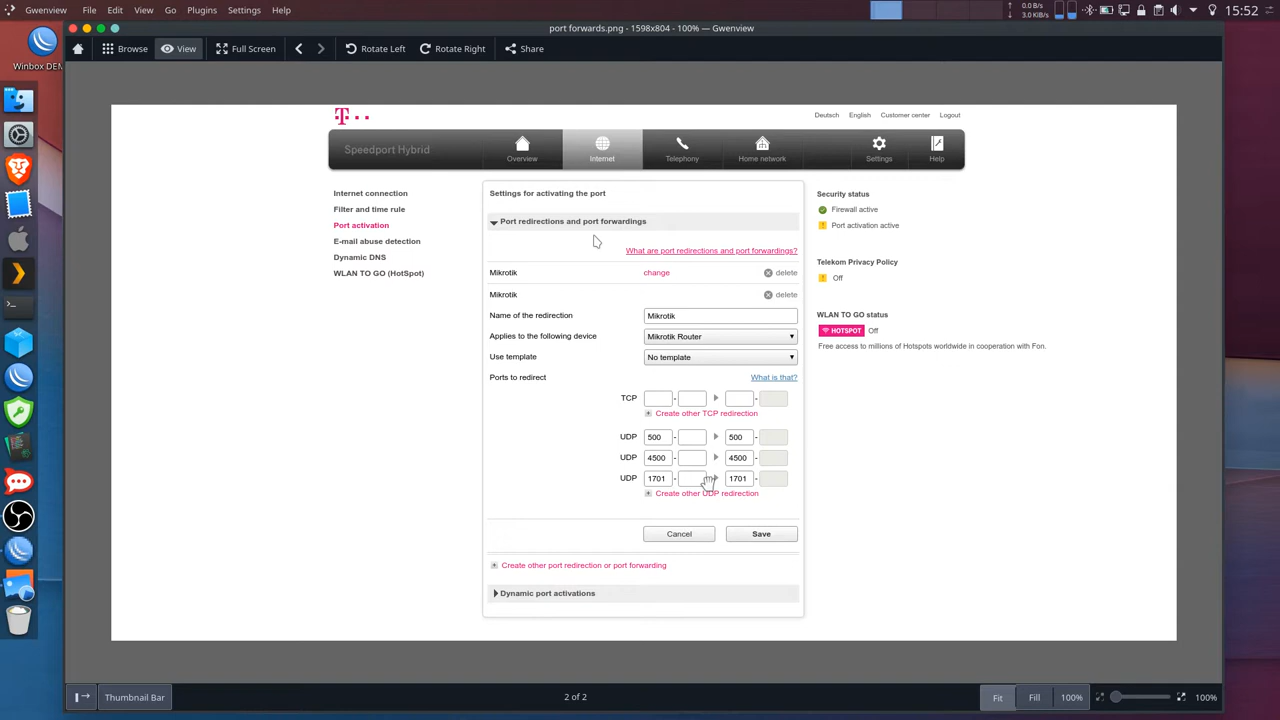 Gwenview File Edit View Go Plugins Settings Help
0.0 B/s
3.0 KiB/s
15:52
port forwards.png - 1598x804 - 100% — Gwenview
Browse View Full Screen Rotate Left Rotate Right Share
Winbox DEM
Deutsch English Customer center Logout
Speedport Hybrid
Overview Internet Telephony Home network Settings Help
Internet connection
Filter and time rule
Port activation
E-mail abuse detection
Dynamic DNS
WLAN TO GO (HotSpot)
Settings for activating the port
Port redirections and port forwardings
What are port redirections and port forwardings?
Mikrotik change delete
Mikrotik delete
Name of the redirection Mikrotik
Applies to the following device Mikrotik Router
Use template No template
Ports to redirect What is that?
TCP - -
Create other TCP redirection
UDP 500 - 500 -
UDP 4500 - 4500 -
UDP 1701 - 1701 -
Create other UDP redirection
Cancel Save
Create other port redirection or port forwarding
Dynamic port activations
Security status
Firewall active
Port activation active
Telekom Privacy Policy
Off
WLAN TO GO status
HOTSPOT Off
Free access to millions of Hotspots worldwide in cooperation with Fon.
Thumbnail Bar 2 of 2 Fit Fill 100% 100%